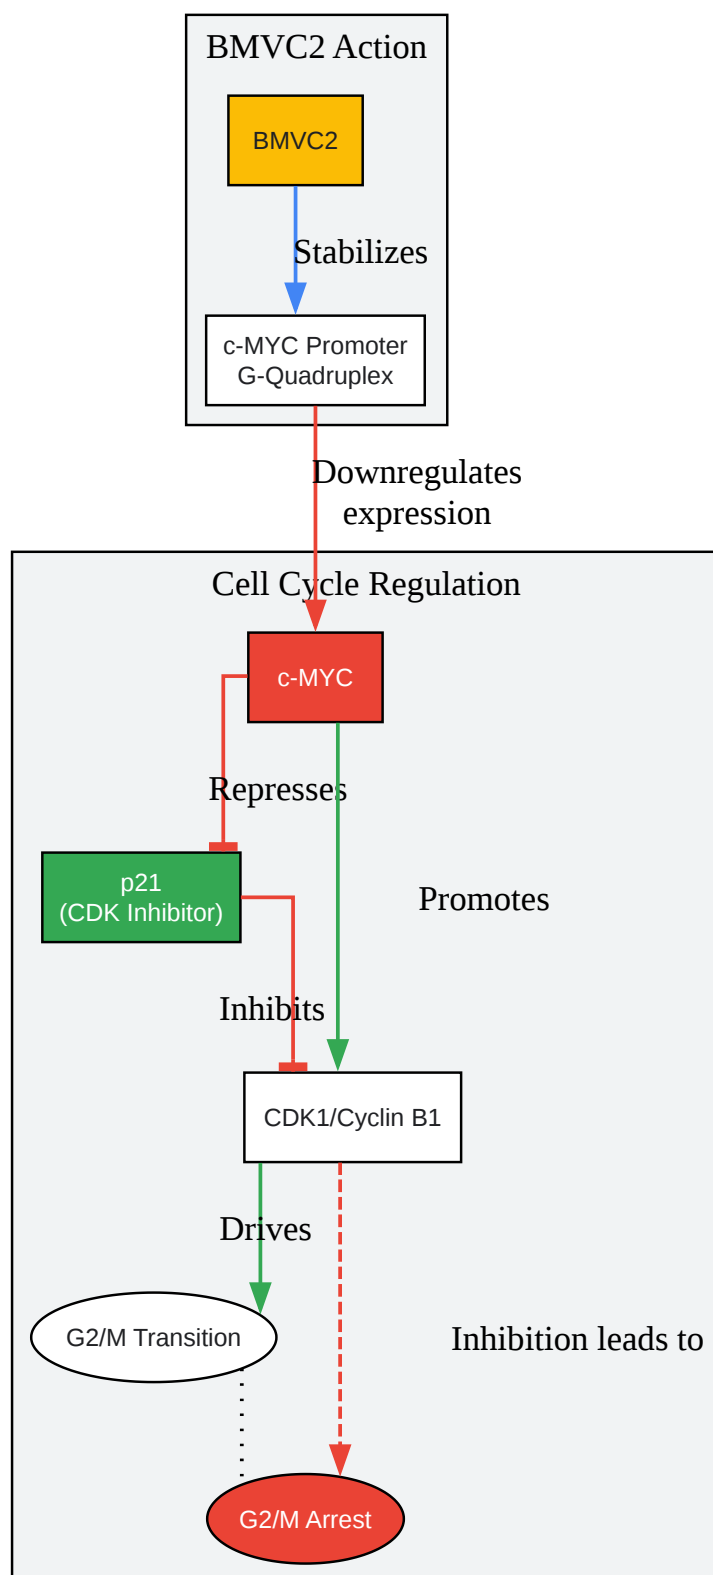 BMVC2 Action
BMVC2
Stabilizes
c-MYC Promoter
G-Quadruplex
Downregulates
expression
Cell Cycle Regulation
c-MYC
Represses
p21
(CDK Inhibitor)
Promotes
Inhibits
CDK1/Cyclin B1
Drives
G2/M Transition
Inhibition leads to
G2/M Arrest